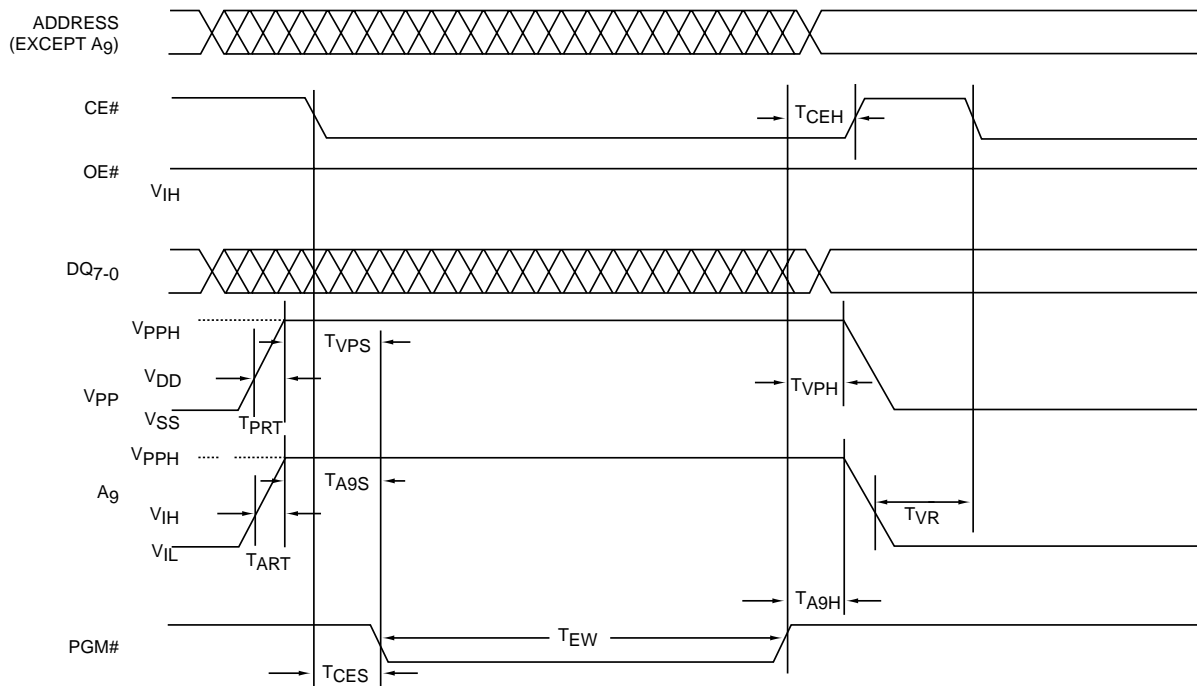 ADDRESS
(EXCEPT A9)
CE#
TCEH
OE#
VIH
DQ7-0
VPPH
TVPS
VDD
TVPH
VPP
VSS
TPRT
VPPH
TA9S
A9
VIH
TVR
VIL
TART
TA9H
TEW
PGM#
TCES